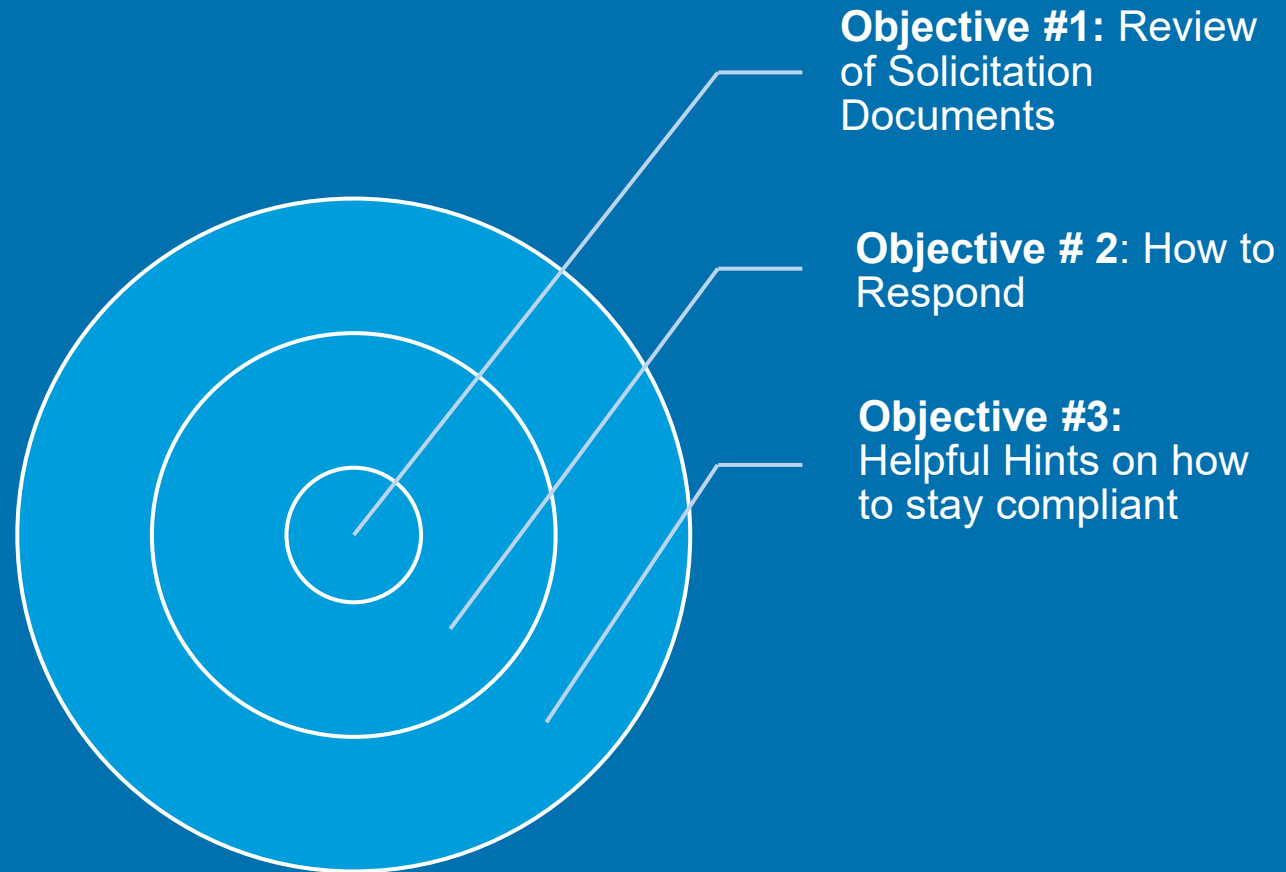 Objective #1: Review
of Solicitation
Documents
Objective # 2: How to
Respond
Objective #3:
Helpful Hints on how
to stay compliant